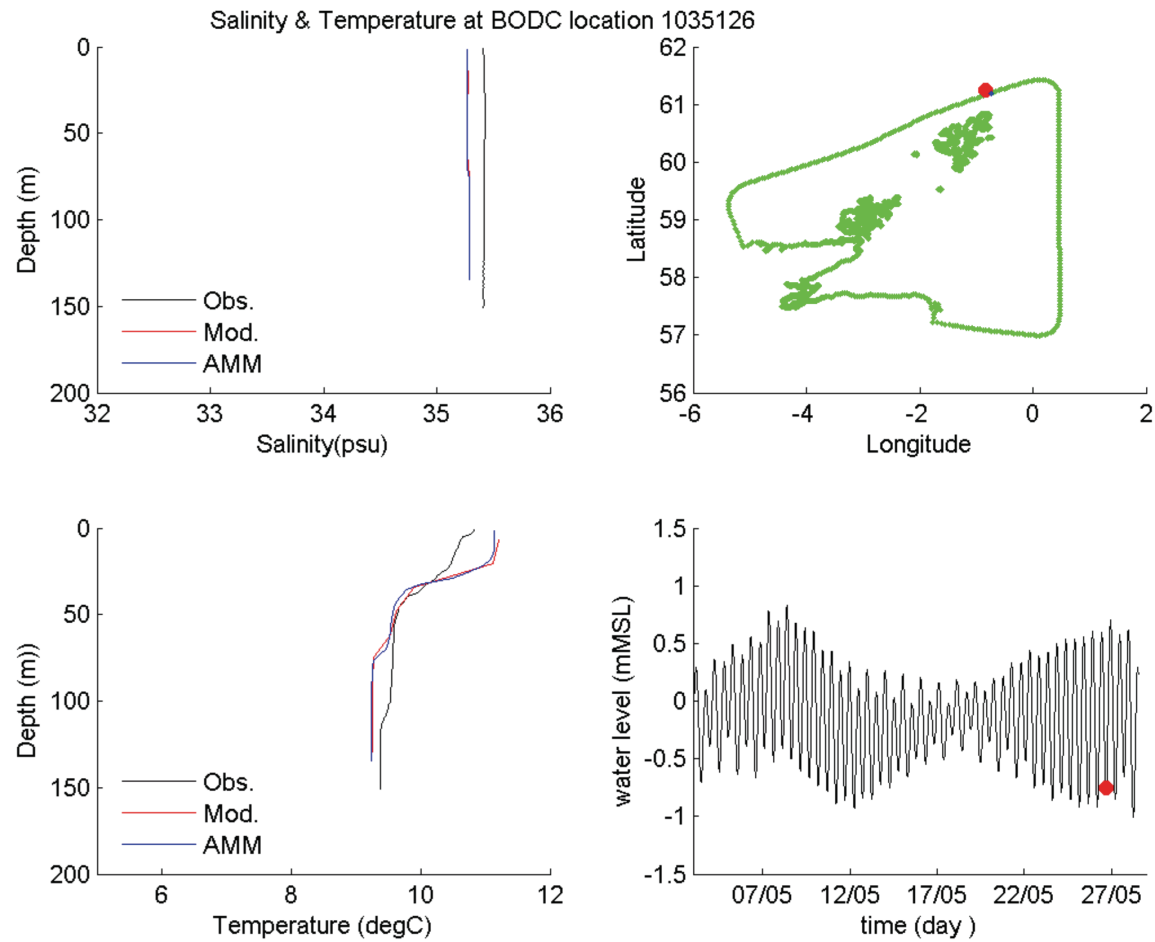 Salinity & Temperature at BODC location 1035126
0
50
100
150
200
Depth (m)
Obs.
Mod.
AMM
32 33 34 35 36
Salinity(psu)
62
61
60
59
58
57
56
Latitude
-6 -4 -2 0 2
Longitude
0
50
100
150
200
Depth (m))
Obs.
Mod.
AMM
6 8 10 12
Temperature (degC)
1.5
1
0.5
0
-0.5
-1
-1.5
water level (mMSL)
07/05 12/05 17/05 22/05 27/05
time (day )